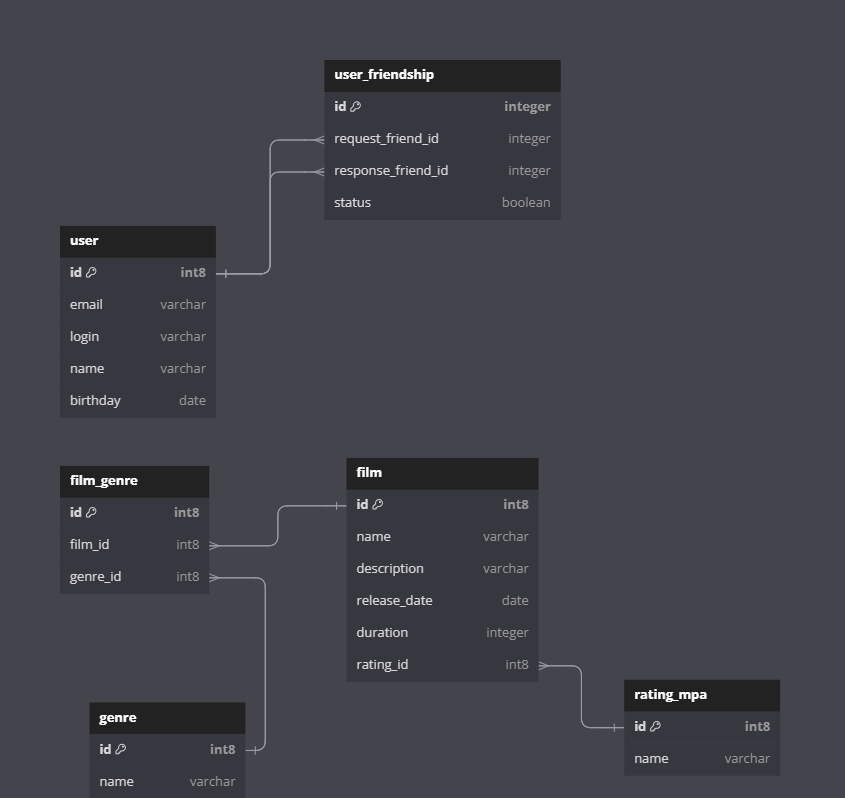 user_friendship
id integer
request_friend_id integer
response_friend_id integer
status boolean
user
id int8
email varchar
login varchar
name varchar
birthday date
film_genre
id int8
film_id int8
genre_id int8
film
id int8
name varchar
description varchar
release_date date
duration integer
rating_id int8
rating_mpa
id int8
name varchar
genre
id int8
name varchar